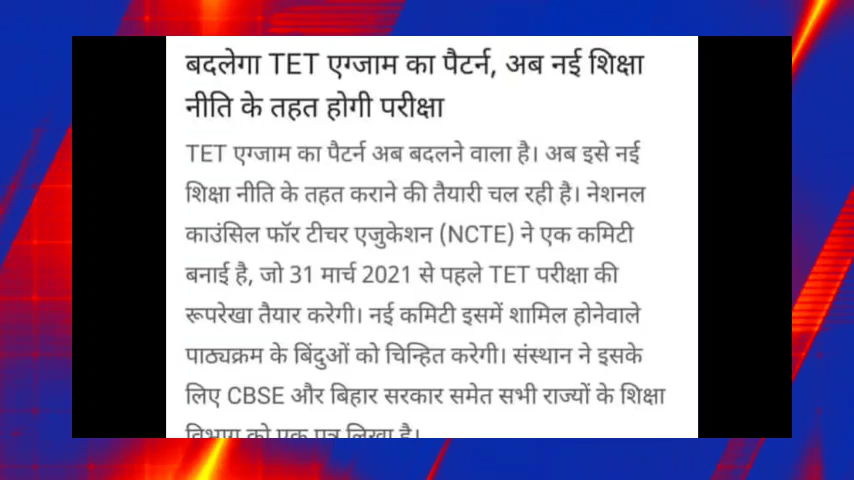 बदलेगा TET एग्जाम का पैटर्न, अब नई शिक्षा
नीति के तहत होगी परीक्षा
TET एग्जाम का पैटर्न अब बदलने वाला है। अब इसे नई
शिक्षा नीति के तहत कराने की तैयारी चल रही है। नेशनल
काउंसिल फॉर टीचर एजुकेशन (NCTE) ने एक कमिटी
बनाई है, जो 31 मार्च 2021 से पहले TET परीक्षा की
रूपरेखा तैयार करेगी। नई कमिटी इसमें शामिल होनेवाले
पाठ्यक्रम के बिंदुओं को चिन्हित करेगी। संस्थान ने इसके
लिए CBSE और बिहार सरकार समेत सभी राज्यों के शिक्षा
विभाग को एक पत्र लिखा है।